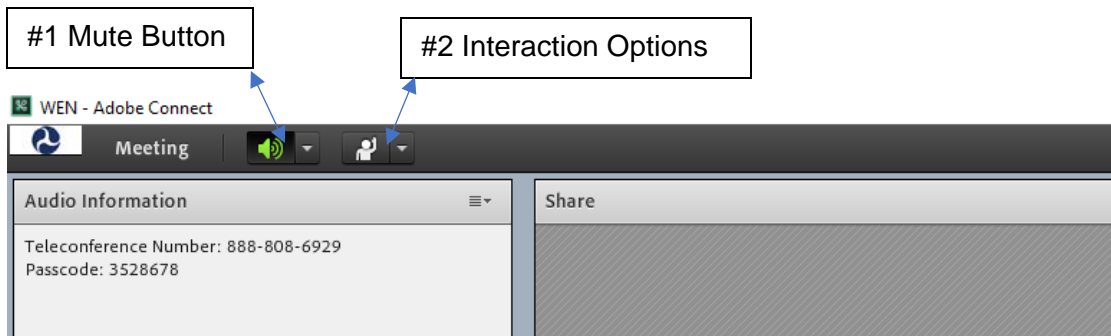 #1 Mute Button
#2 Interaction Options
WEN - Adobe Connect
Meeting
Audio Information
Share
Teleconference Number: 888-808-6929
Passcode: 3528678